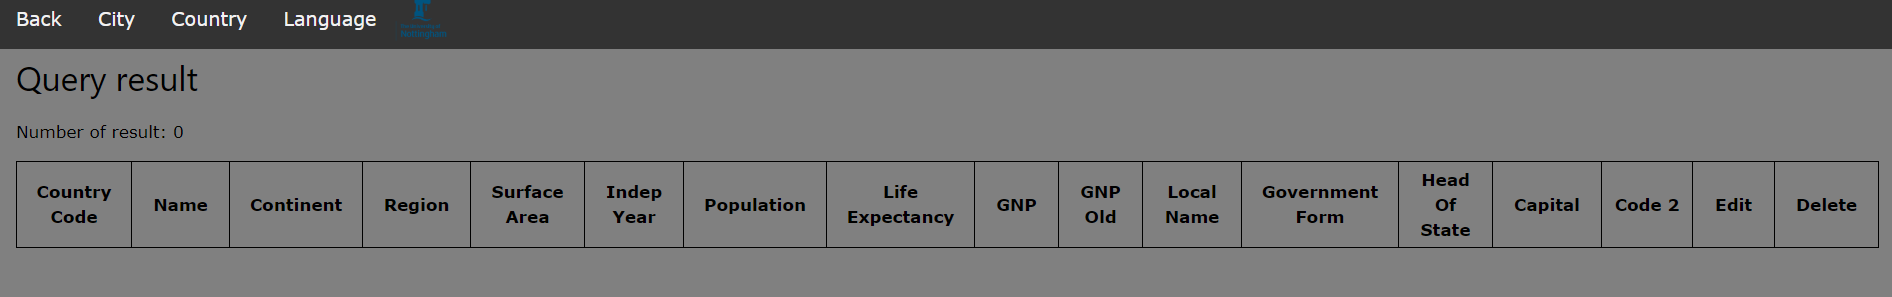 Back City Country Language
Query result
Number of result: 0
Country Code Name Continent Region Surface Area Indep Year Population Life Expectancy GNP GNP Old Local Name Government Form Head Of State Capital Code 2 Edit Delete